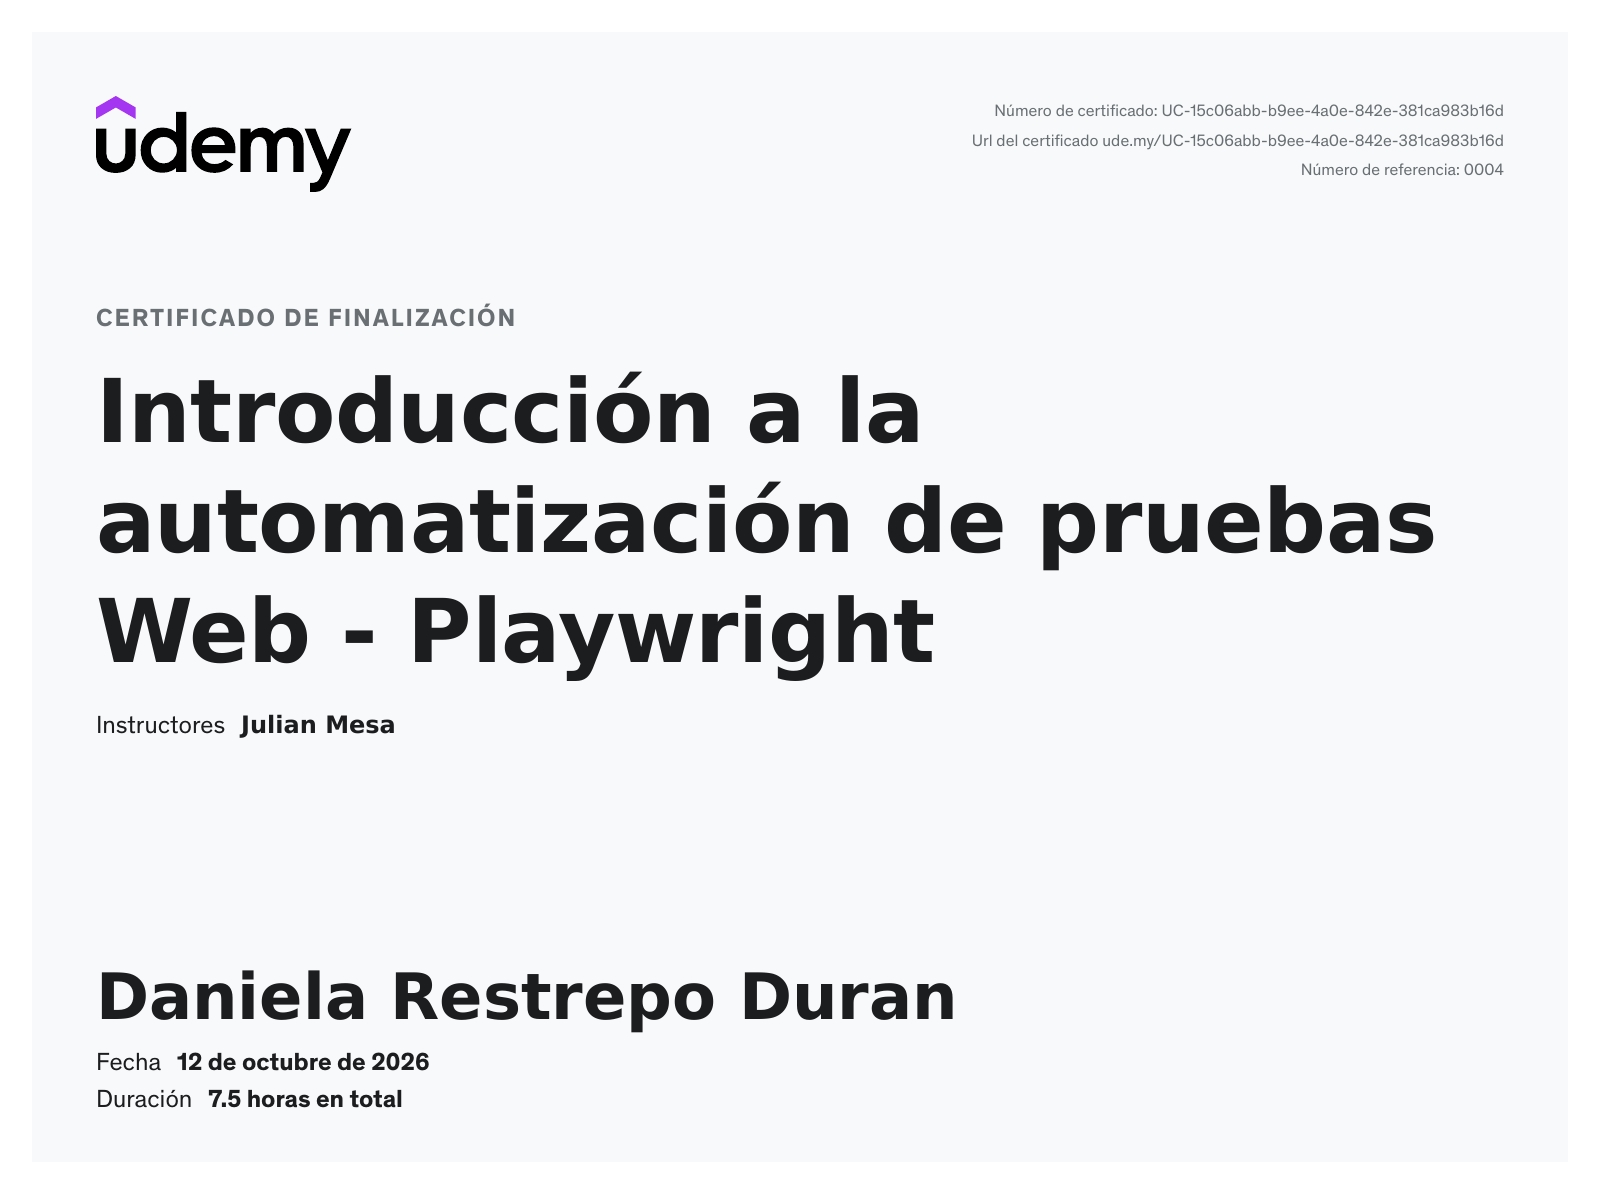 udemy
Número de certificado: UC-15c06abb-b9ee-4a0e-842e-381ca983b16d
Url del certificado ude.my/UC-15c06abb-b9ee-4a0e-842e-381ca983b16d
Número de referencia: 0004
CERTIFICADO DE FINALIZACIÓN
Introducción a la
automatización de pruebas
Web - Playwright
Instructores Julian Mesa
Daniela Restrepo Duran
Fecha 12 de octubre de 2026
Duración 7.5 horas en total